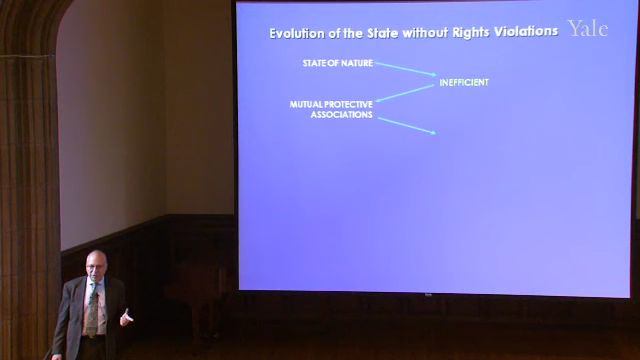 Evolution of the State without Rights Violations
Yale
STATE OF NATURE
INEFFICIENT
MUTUAL PROTECTIVE
ASSOCIATIONS